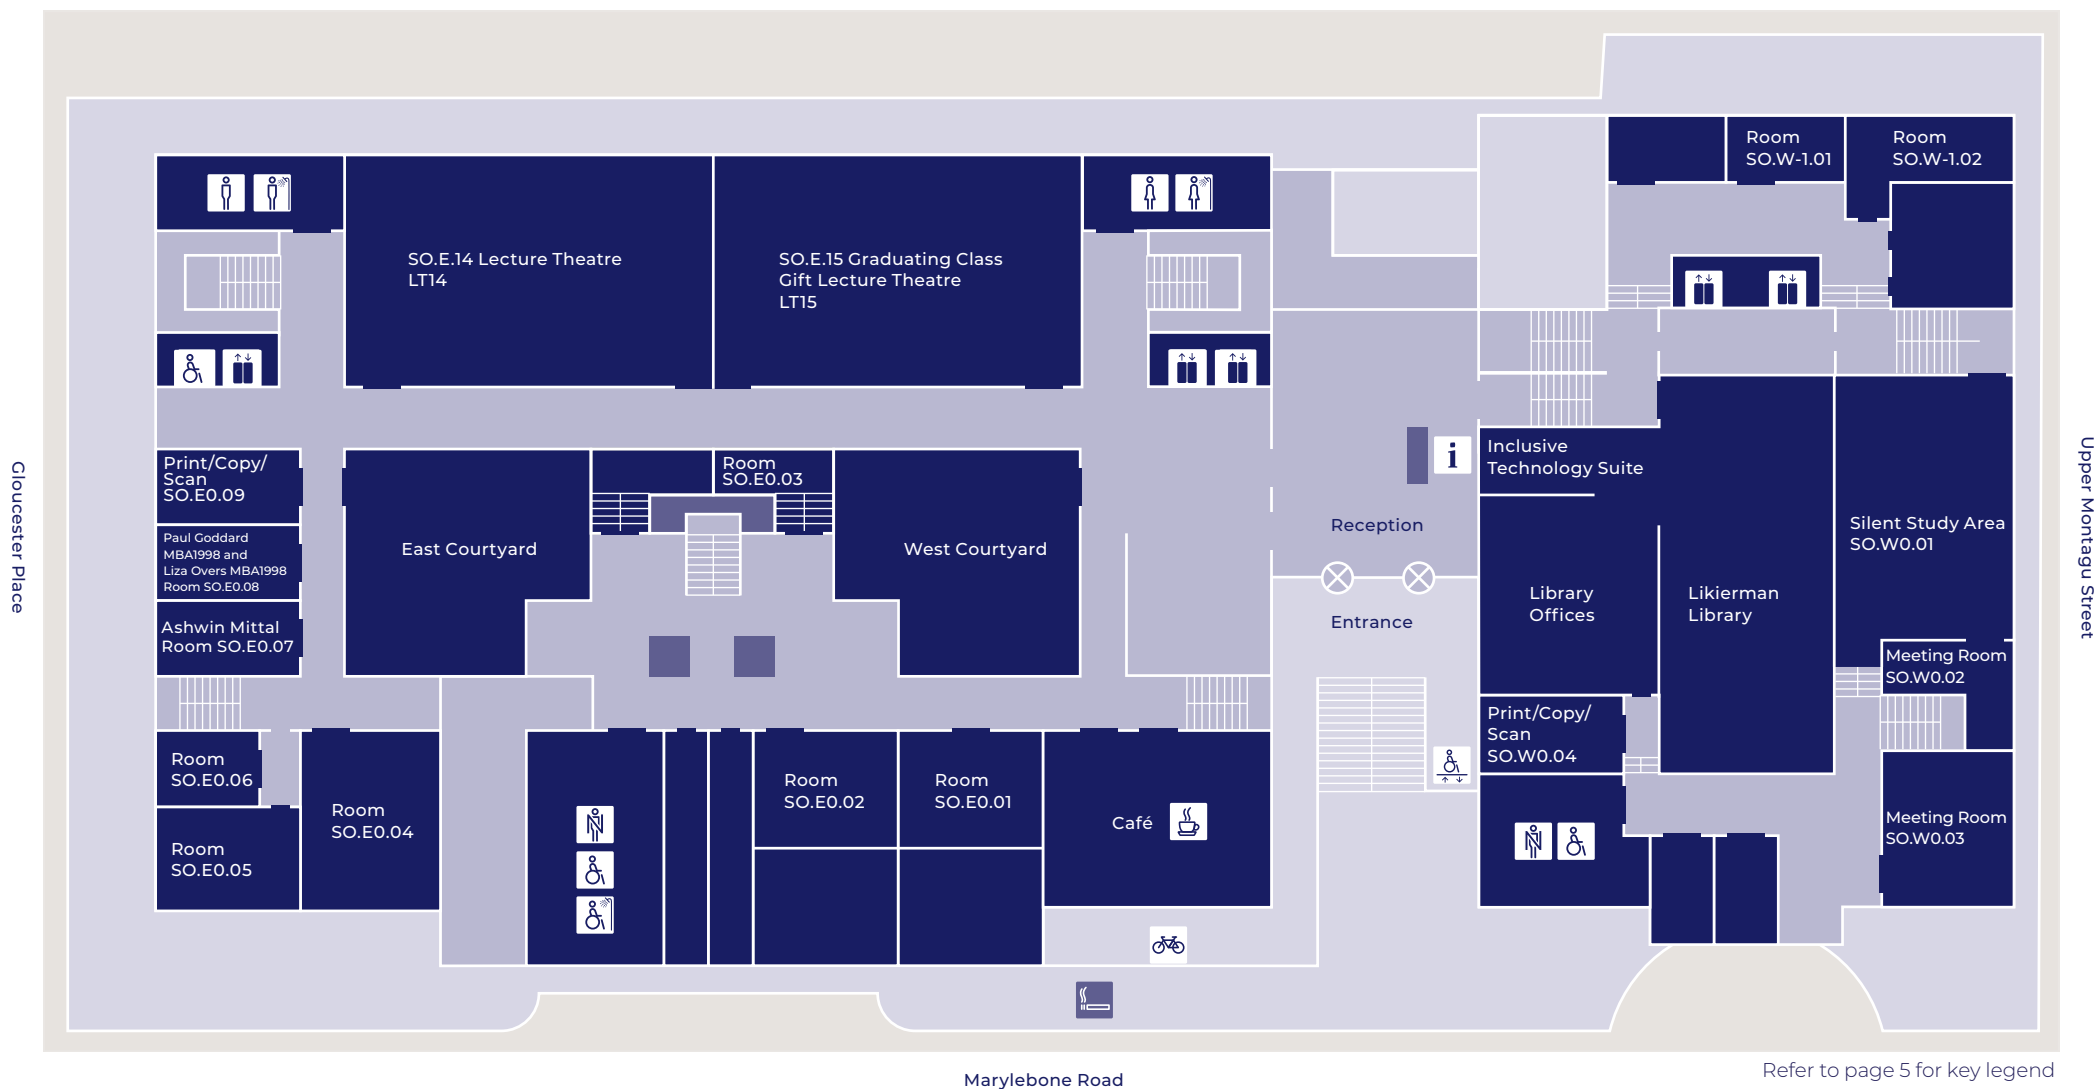 Room
SO.W-1.01
Room
SO.W-1.02
SO.E.14 Lecture Theatre
LT14
SO.E.15 Graduating Class
Gift Lecture Theatre
LT15
Print/Copy/
Scan
SO.E0.09
Room
SO.E0.03
i
Inclusive
Technology Suite
Paul Goddard
MBA1998 and
Liza Overs MBA1998
Room SO.E0.08
East Courtyard
West Courtyard
Reception
Silent Study Area
SO.W0.01
Gloucester Place
Upper Montagu Street
Ashwin Mittal
Room SO.E0.07
Entrance
Library
Offices
Likierman
Library
Meeting Room
SO.W0.02
Print/Copy/
Scan
SO.W0.04
Room
SO.E0.06
Room
SO.E0.04
Room
SO.E0.02
Room
SO.E0.01
Café
Room
SO.E0.05
Meeting Room
SO.W0.03
Refer to page 5 for key legend
Marylebone Road